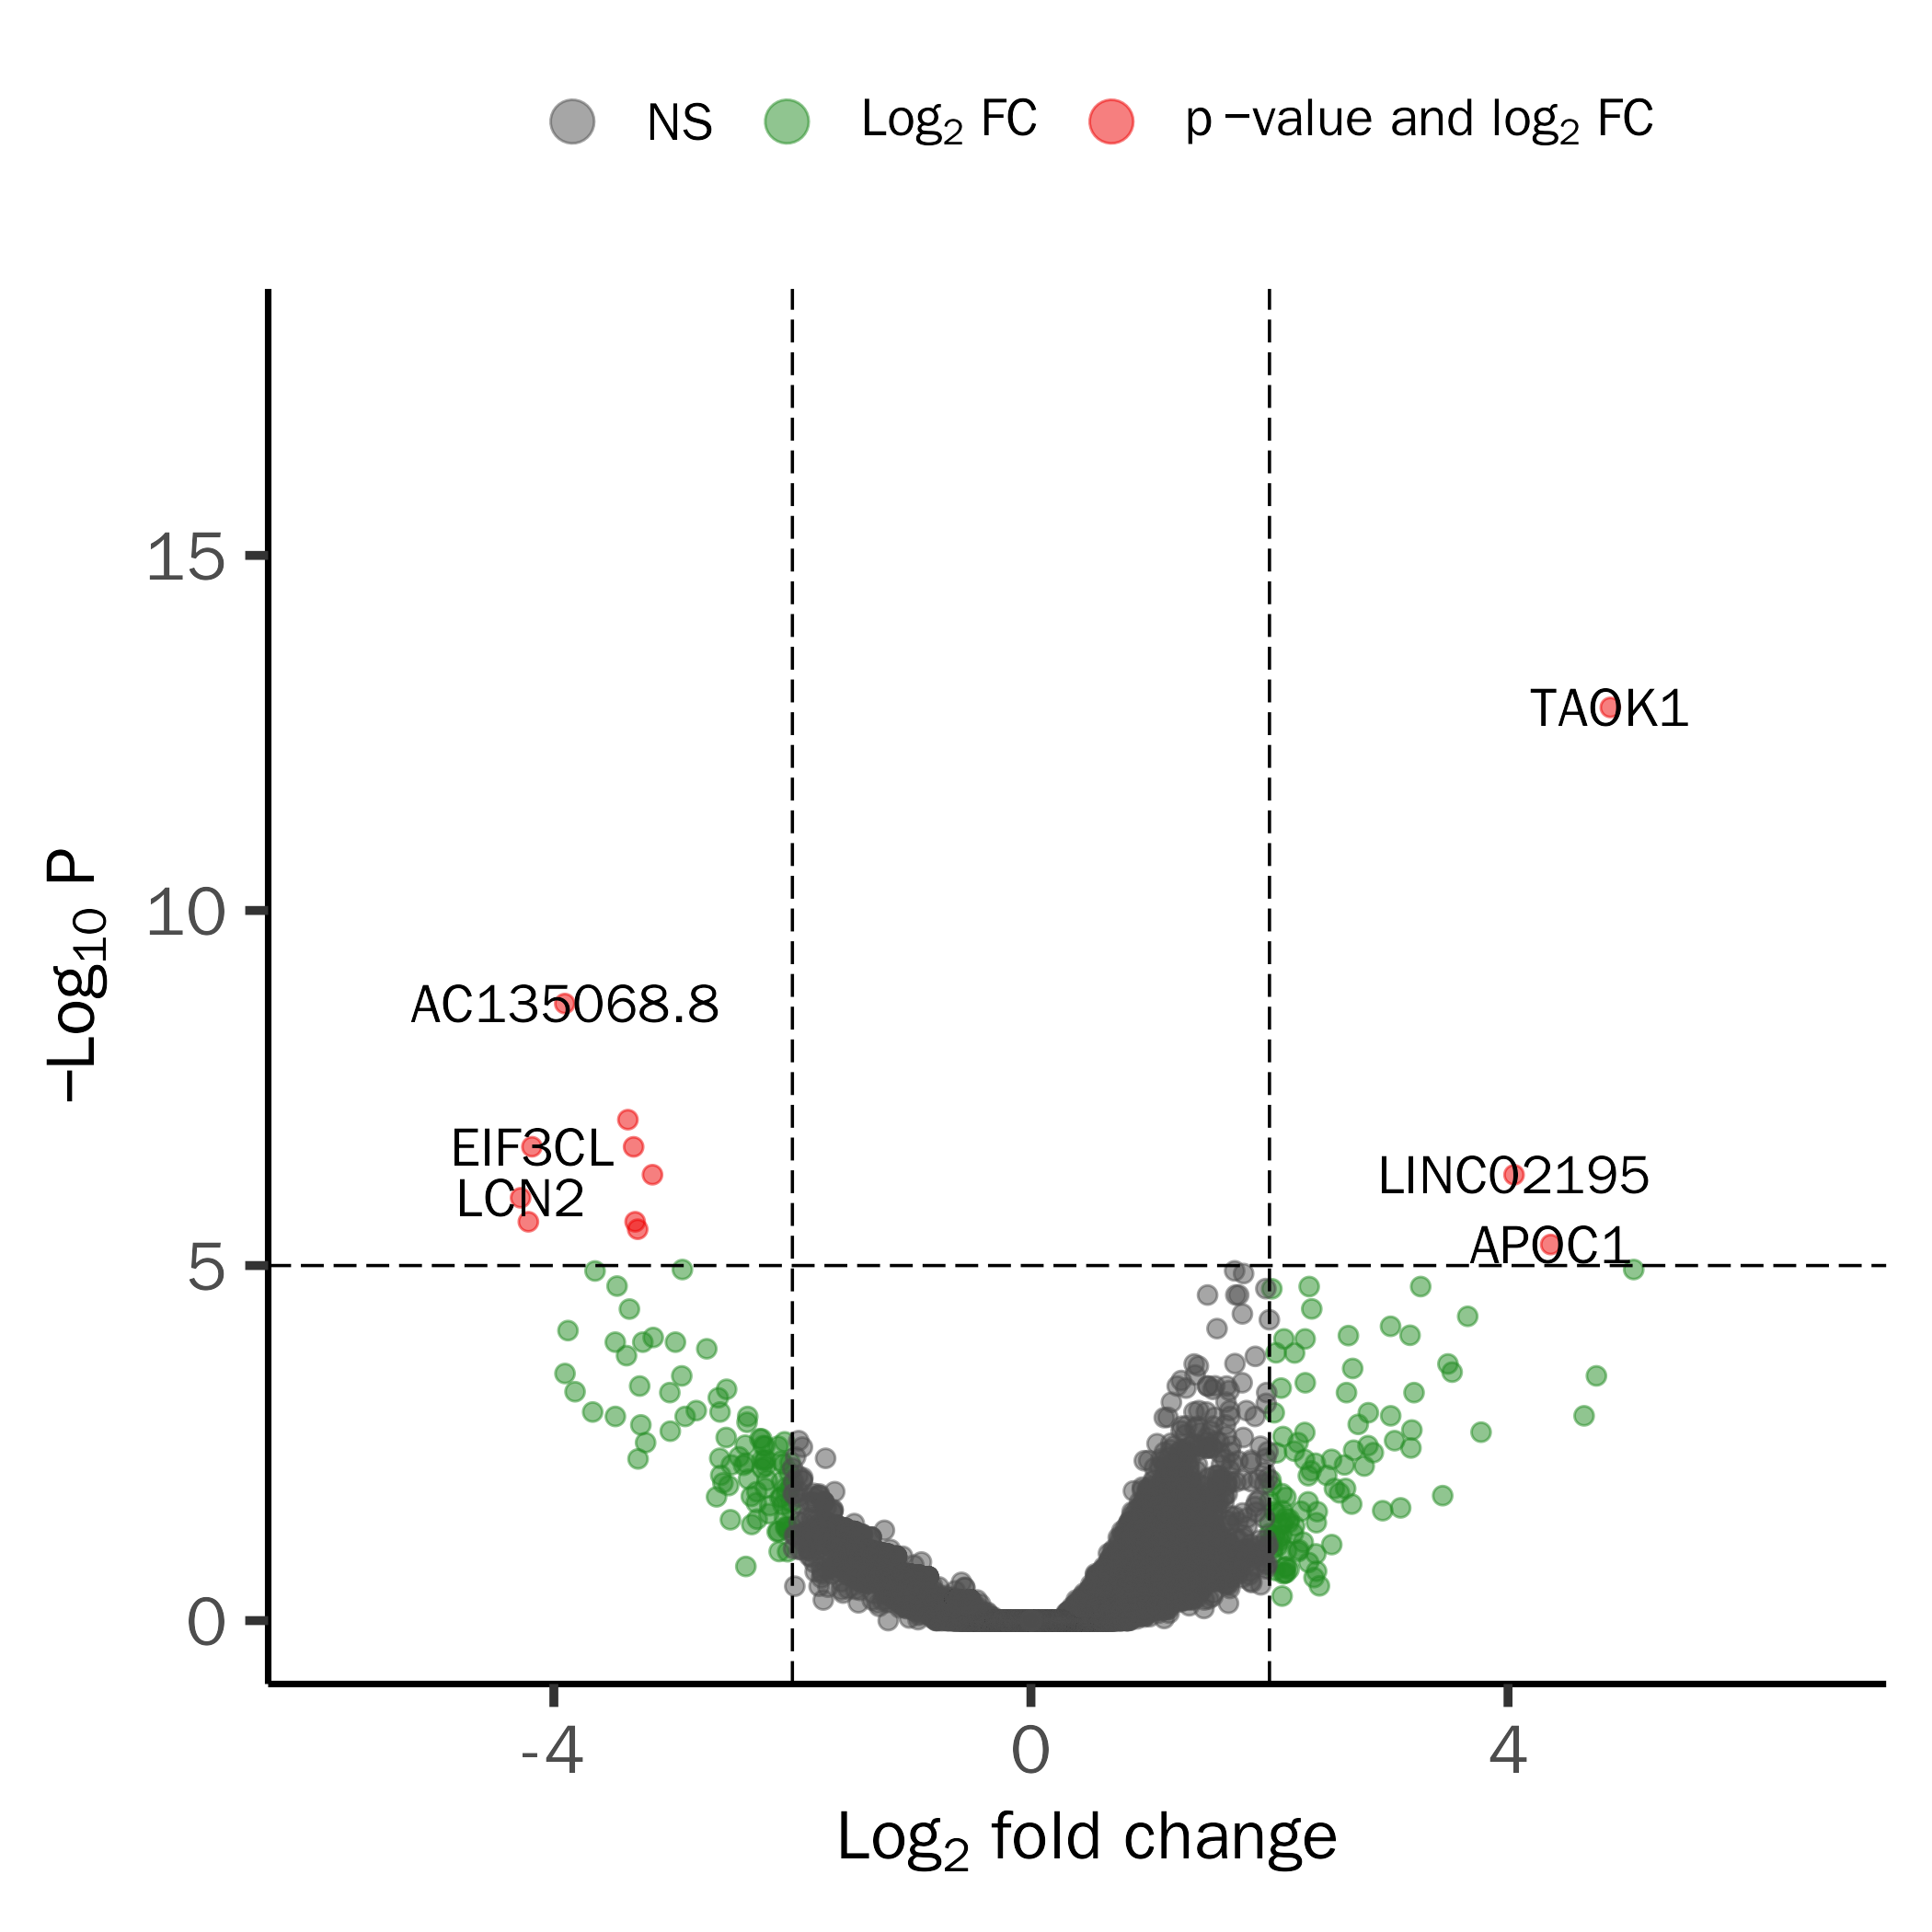 NS Log₂ FC p −value and log₂ FC
15
10
5
0
−Log₁₀ P
TAOK1
AC135068.8
EIF3CL
LCN2
LINC02195
APOC1
-4 0 4
Log₂ fold change